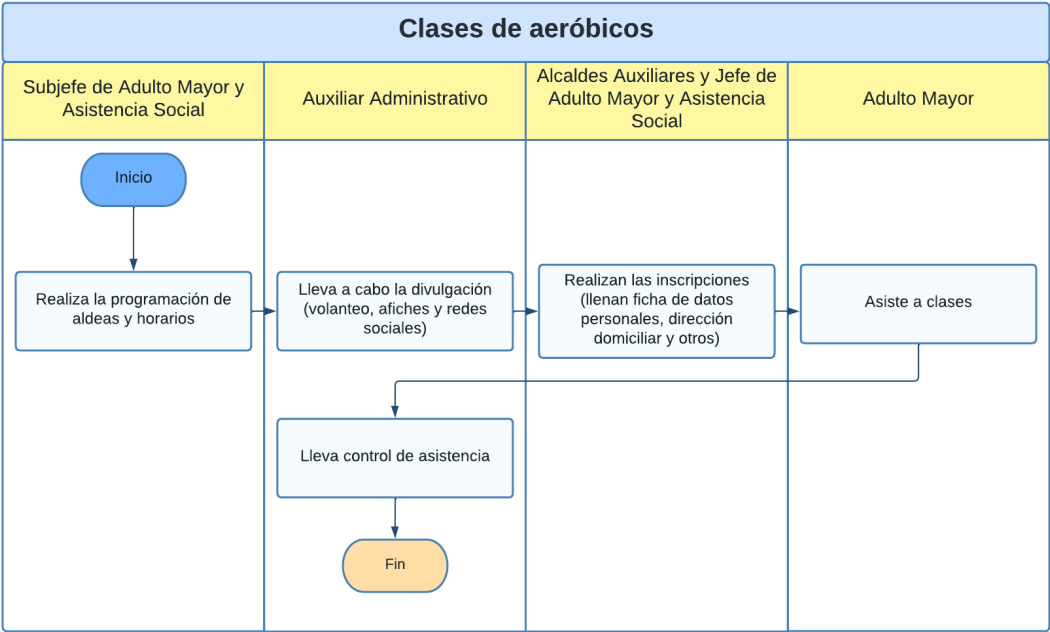 Clases de aeróbicos
Subjefe de Adulto Mayor y
Asistencia Social
Auxiliar Administrativo
Alcaldes Auxiliares y Jefe de
Adulto Mayor y Asistencia
Social
Adulto Mayor
Inicio
Realiza la programación de
aldeas y horarios
Lleva a cabo la divulgación
(volanteo, afiches y redes
sociales)
Realizan las inscripciones
(llenan ficha de datos
personales, dirección
domiciliar y otros)
Asiste a clases
Lleva control de asistencia
Fin